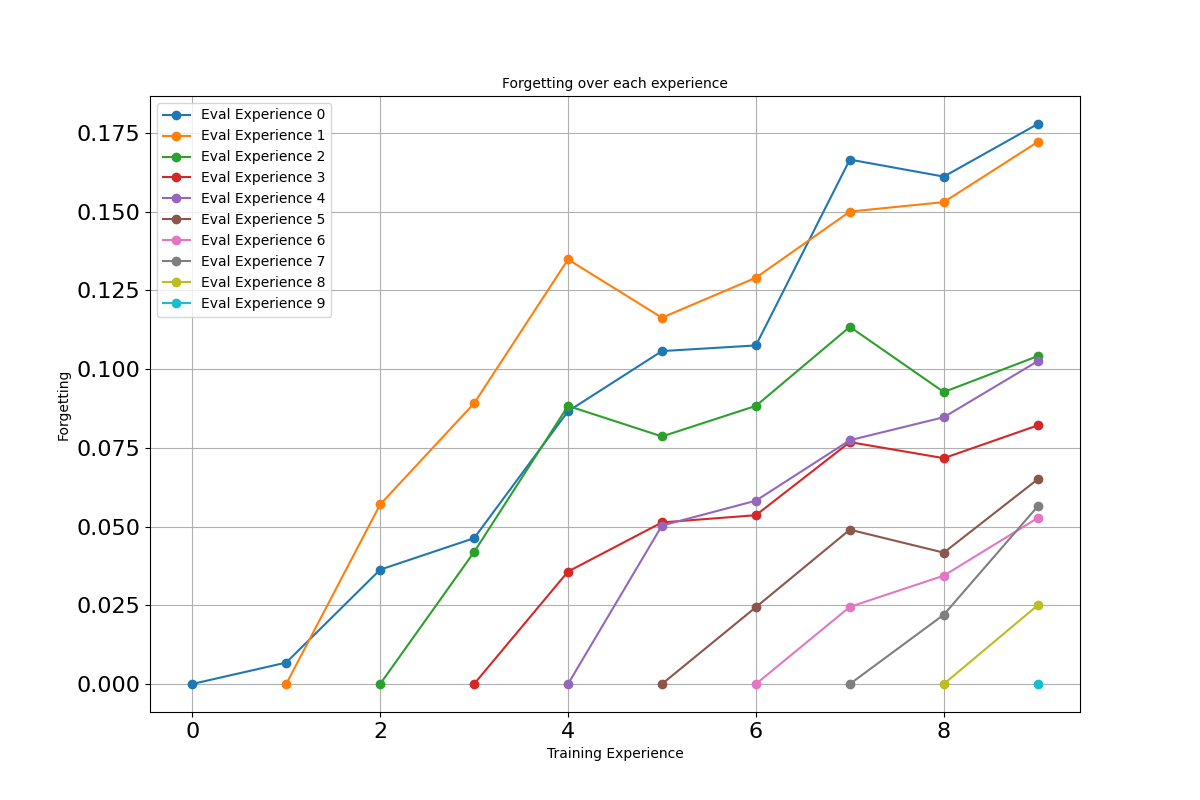 Forgetting over each experience
Eval Experience 0
Eval Experience 1
Eval Experience 2
Eval Experience 3
Eval Experience 4
Eval Experience 5
Eval Experience 6
Eval Experience 7
Eval Experience 8
Eval Experience 9
0.175
0.150
0.125
0.100
0.075
0.050
0.025
0.000
Forgetting
0 2 4 6 8
Training Experience